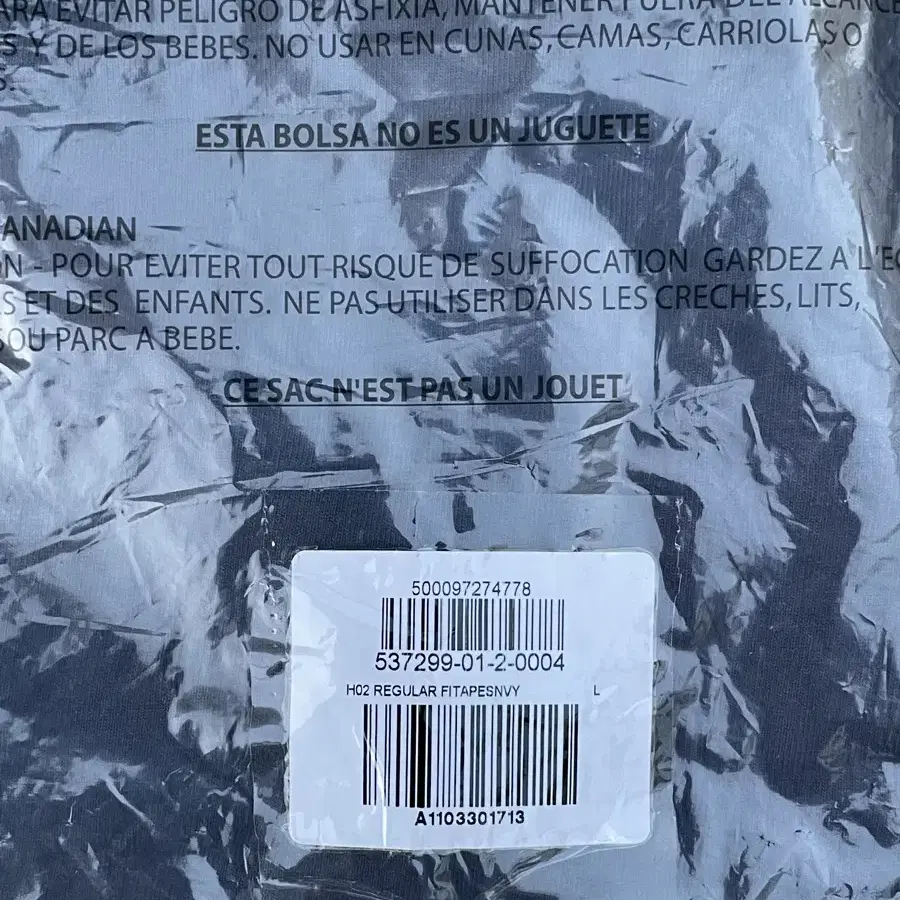 PARA EVITAR PELIGRO DE ASFIXIA, MANTENER FUERA DEL ALCANCE
S Y DE LOS BEBES. NO USAR EN CUNAS, CAMAS, CARRIOLAS O
S.
ESTA BOLSA NO ES UN JUGUETE
ANADIAN
ON - POUR EVITER TOUT RISQUE DE SUFFOCATION GARDEZ A L'EC
S ET DES ENFANTS. NE PAS UTILISER DANS LES CRECHES, LITS,
OU PARC A BEBE.
CE SAC N'EST PAS UN JOUET
500097274778
537299-01-2-0004
H02 REGULAR FITAPESNVY L
A1103301713